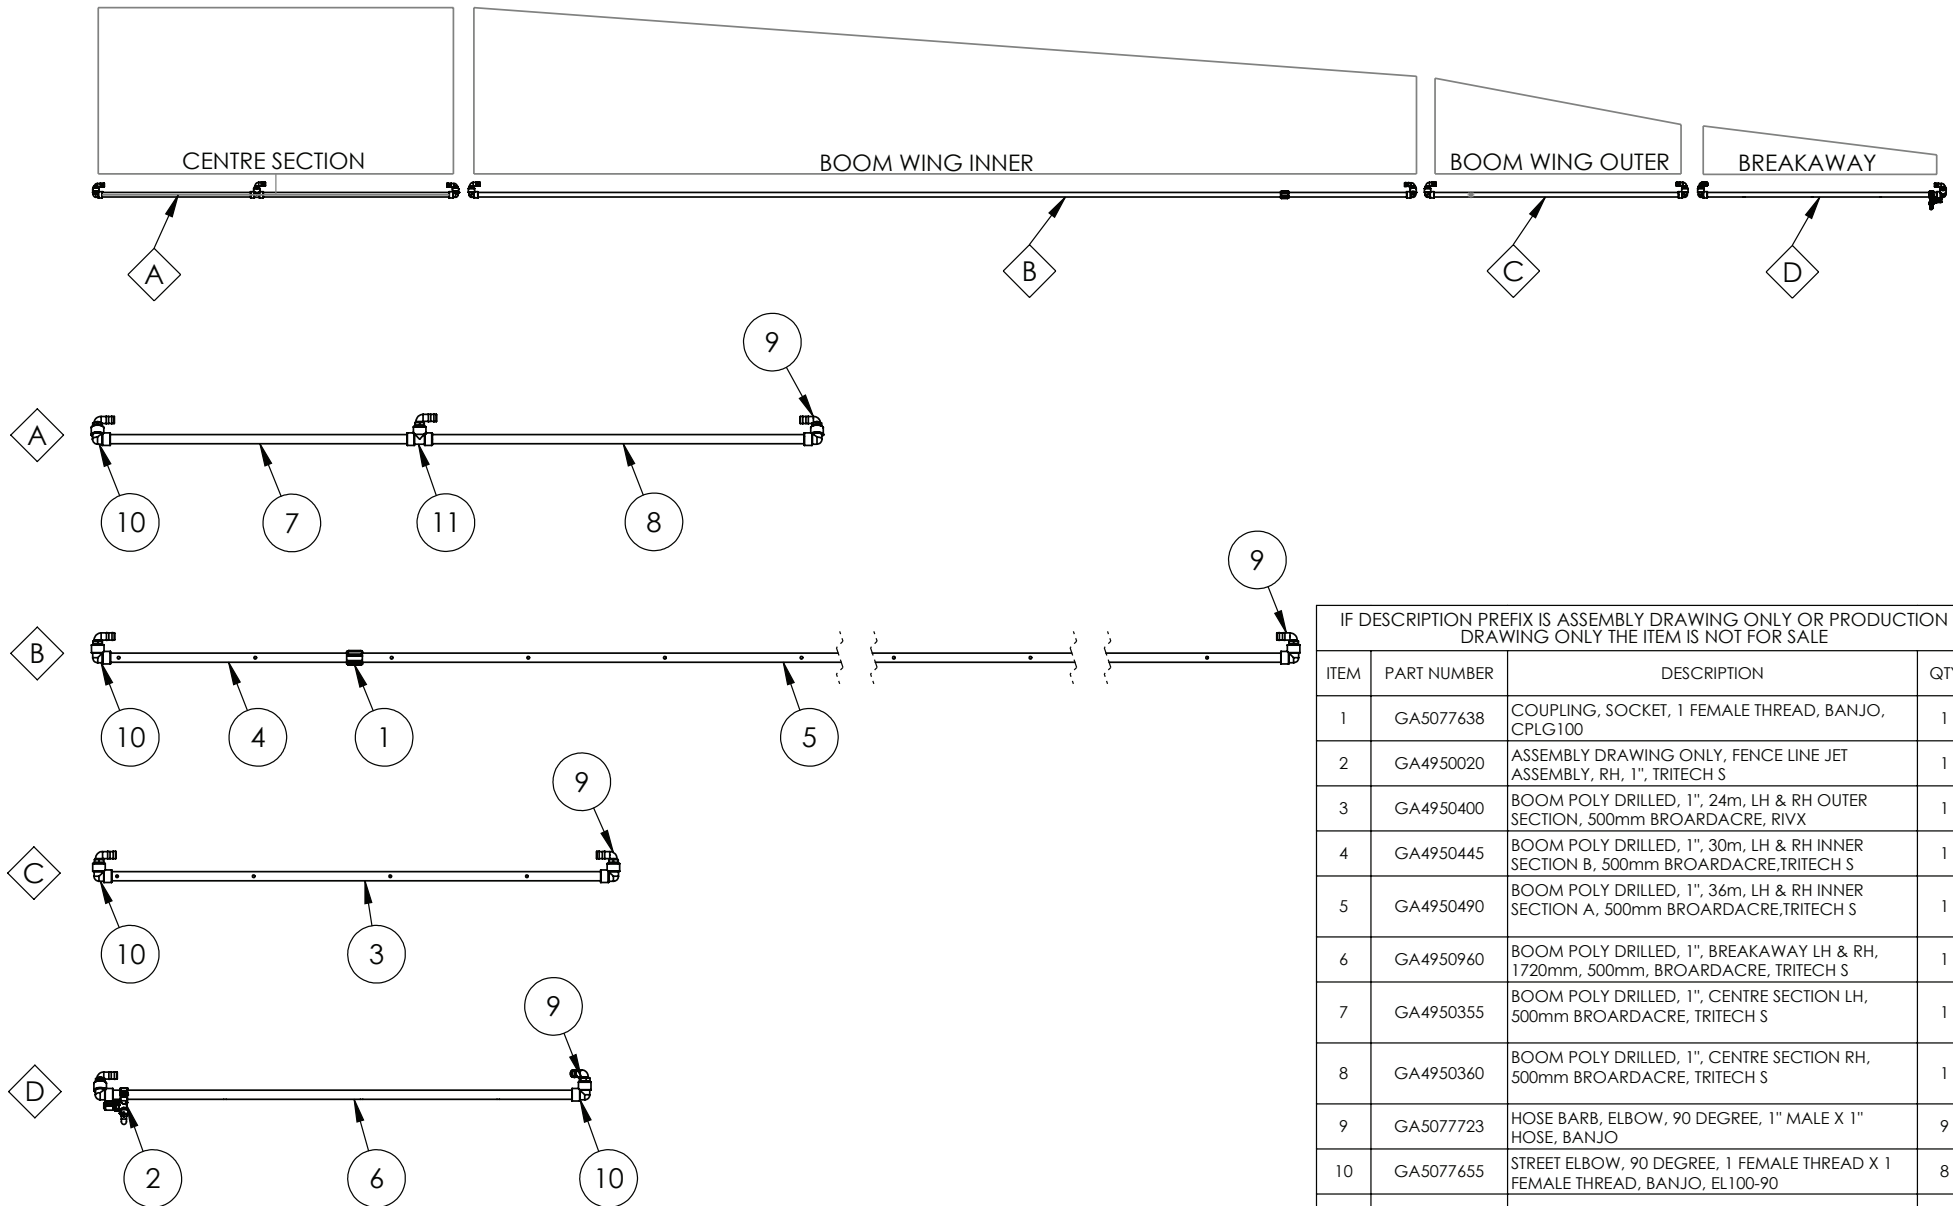 CENTRE SECTION
BOOM WING INNER
BOOM WING OUTER
BREAKAWAY
A
B
C
D
9
A
10
7
11
8
9
B
10
4
1
5
9
C
10
3
9
D
2
6
10
IF DESCRIPTION PREFIX IS ASSEMBLY DRAWING ONLY OR PRODUCTION
DRAWING ONLY THE ITEM IS NOT FOR SALE
ITEM PART NUMBER DESCRIPTION QTY
1 GA5077638 COUPLING, SOCKET, 1 FEMALE THREAD, BANJO, 1
CPLG100
2 GA4950020 ASSEMBLY DRAWING ONLY, FENCE LINE JET 1
ASSEMBLY, RH, 1", TRITECH S
3 GA4950400 BOOM POLY DRILLED, 1", 24m, LH & RH OUTER 1
SECTION, 500mm BROARDACRE, RIVX
4 GA4950445 BOOM POLY DRILLED, 1", 30m, LH & RH INNER 1
SECTION B, 500mm BROARDACRE,TRITECH S
5 GA4950490 BOOM POLY DRILLED, 1", 36m, LH & RH INNER 1
SECTION A, 500mm BROARDACRE,TRITECH S
6 GA4950960 BOOM POLY DRILLED, 1", BREAKAWAY LH & RH, 1
1720mm, 500mm, BROARDACRE, TRITECH S
7 GA4950355 BOOM POLY DRILLED, 1", CENTRE SECTION LH, 1
500mm BROARDACRE, TRITECH S
8 GA4950360 BOOM POLY DRILLED, 1", CENTRE SECTION RH, 1
500mm BROARDACRE, TRITECH S
9 GA5077723 HOSE BARB, ELBOW, 90 DEGREE, 1" MALE X 1" 9
HOSE, BANJO
10 GA5077655 STREET ELBOW, 90 DEGREE, 1 FEMALE THREAD X 1 8
FEMALE THREAD, BANJO, EL100-90